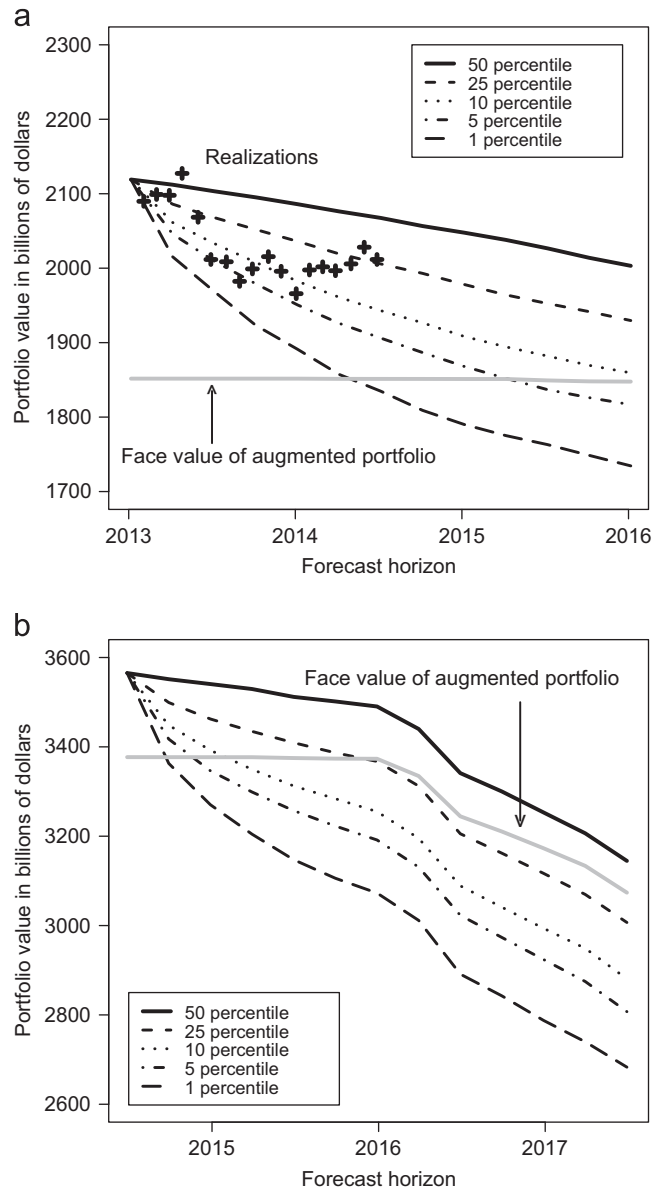 a
2300
2200
2100
2000
1900
1800
1700
Portfolio value in billions of dollars
50 percentile
25 percentile
10 percentile
5 percentile
1 percentile
Realizations
Face value of augmented portfolio
2013
2014
2015
2016
Forecast horizon
b
3600
3400
3200
3000
2800
2600
Portfolio value in billions of dollars
Face value of augmented portfolio
50 percentile
25 percentile
10 percentile
5 percentile
1 percentile
2015
2016
2017
Forecast horizon